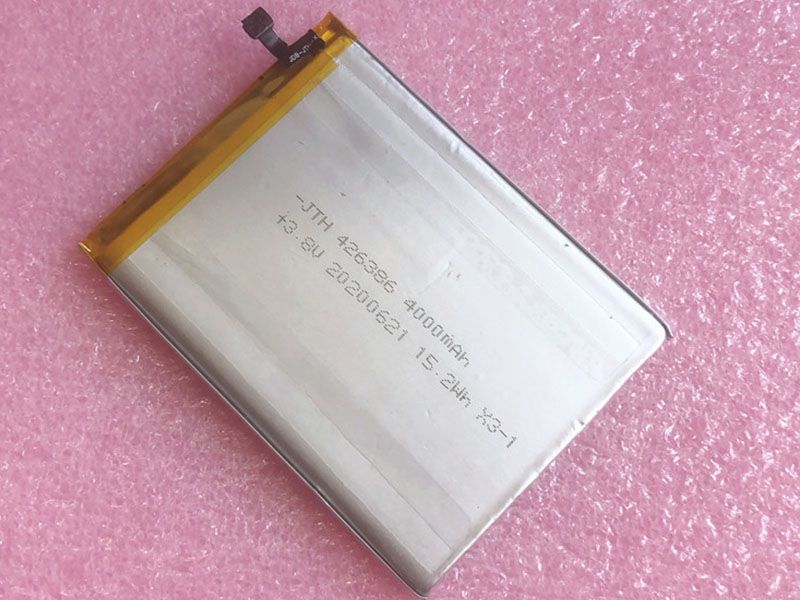 -JTH 426386 4000mAh
+3.8V 20200621 15.2Wh X3-1